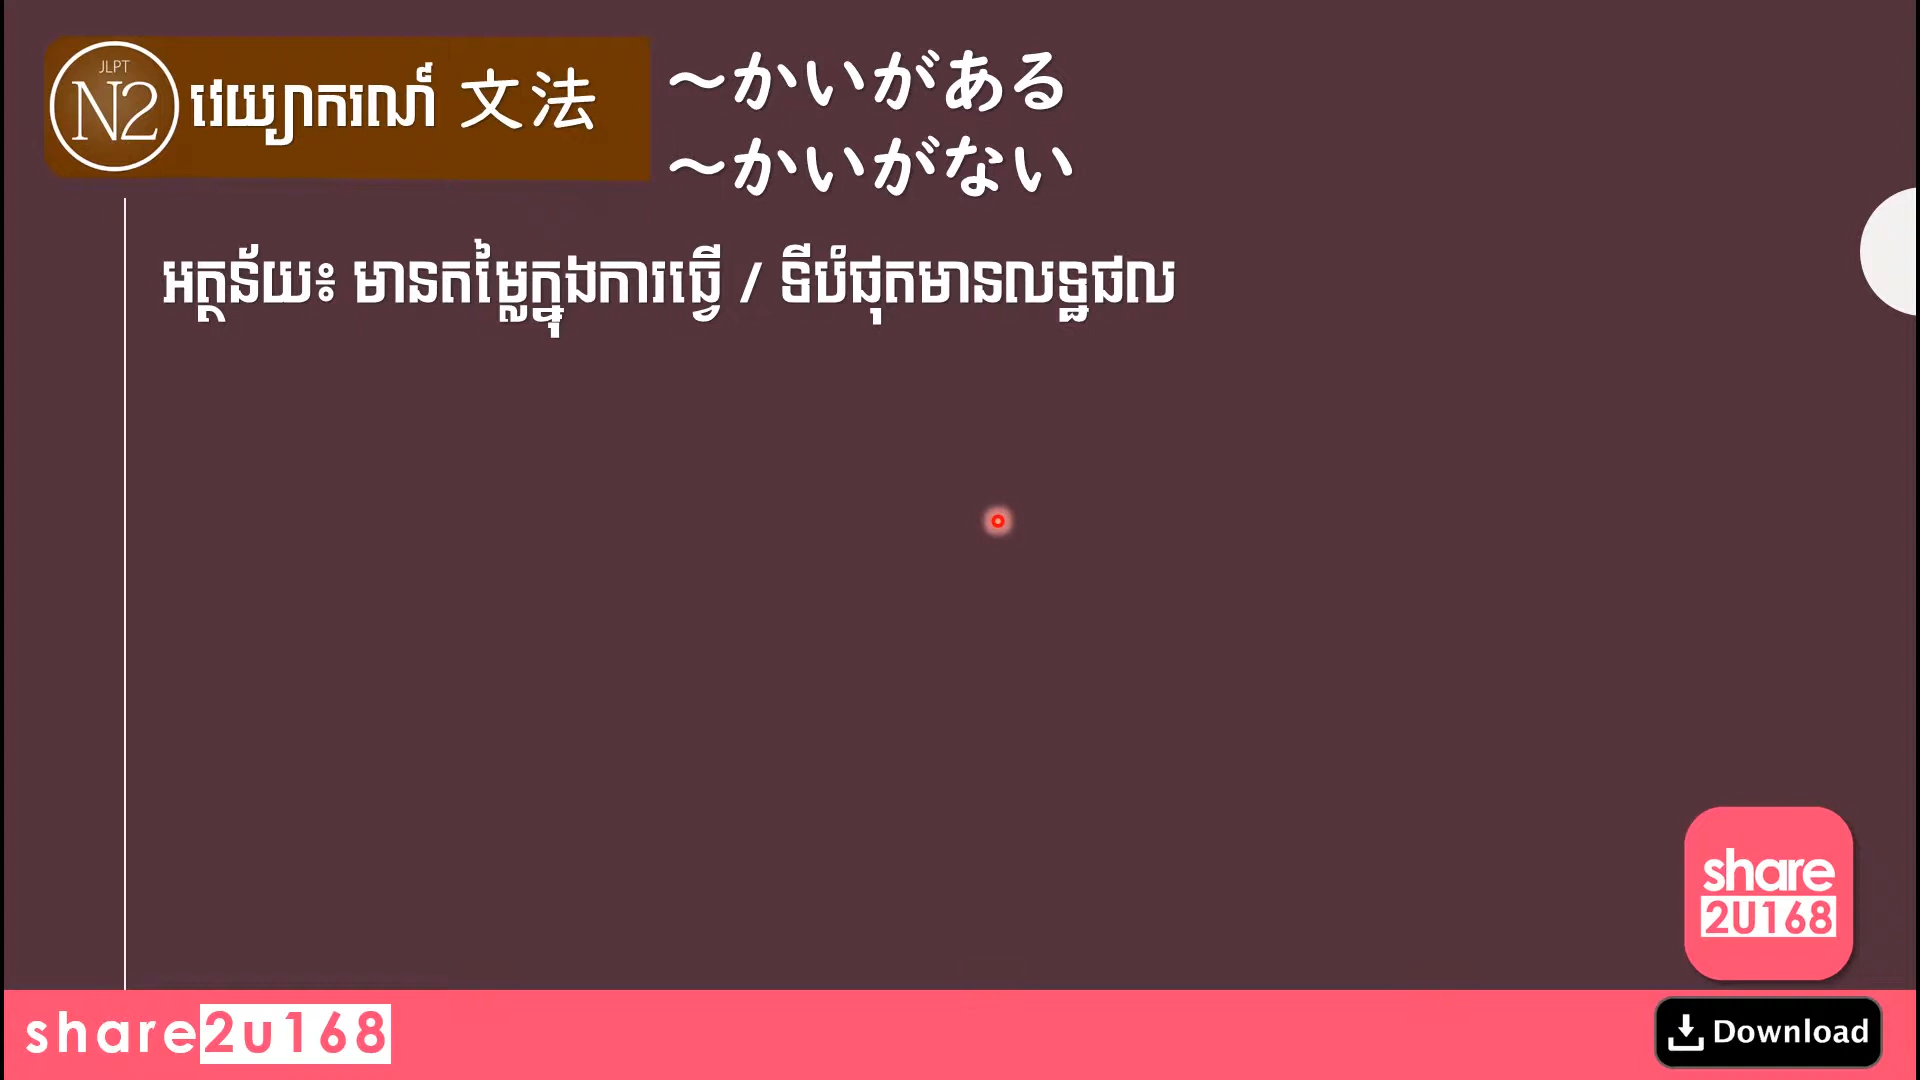 JLPT
N2
វេយ្យាករណ៍ 文法
～かいがある
～かいがない
អត្ថន័យ៖ មានតម្លៃក្នុងការធ្វើ / ទីបំផុតមានលទ្ធផល
share
2U168
share2u168
Download